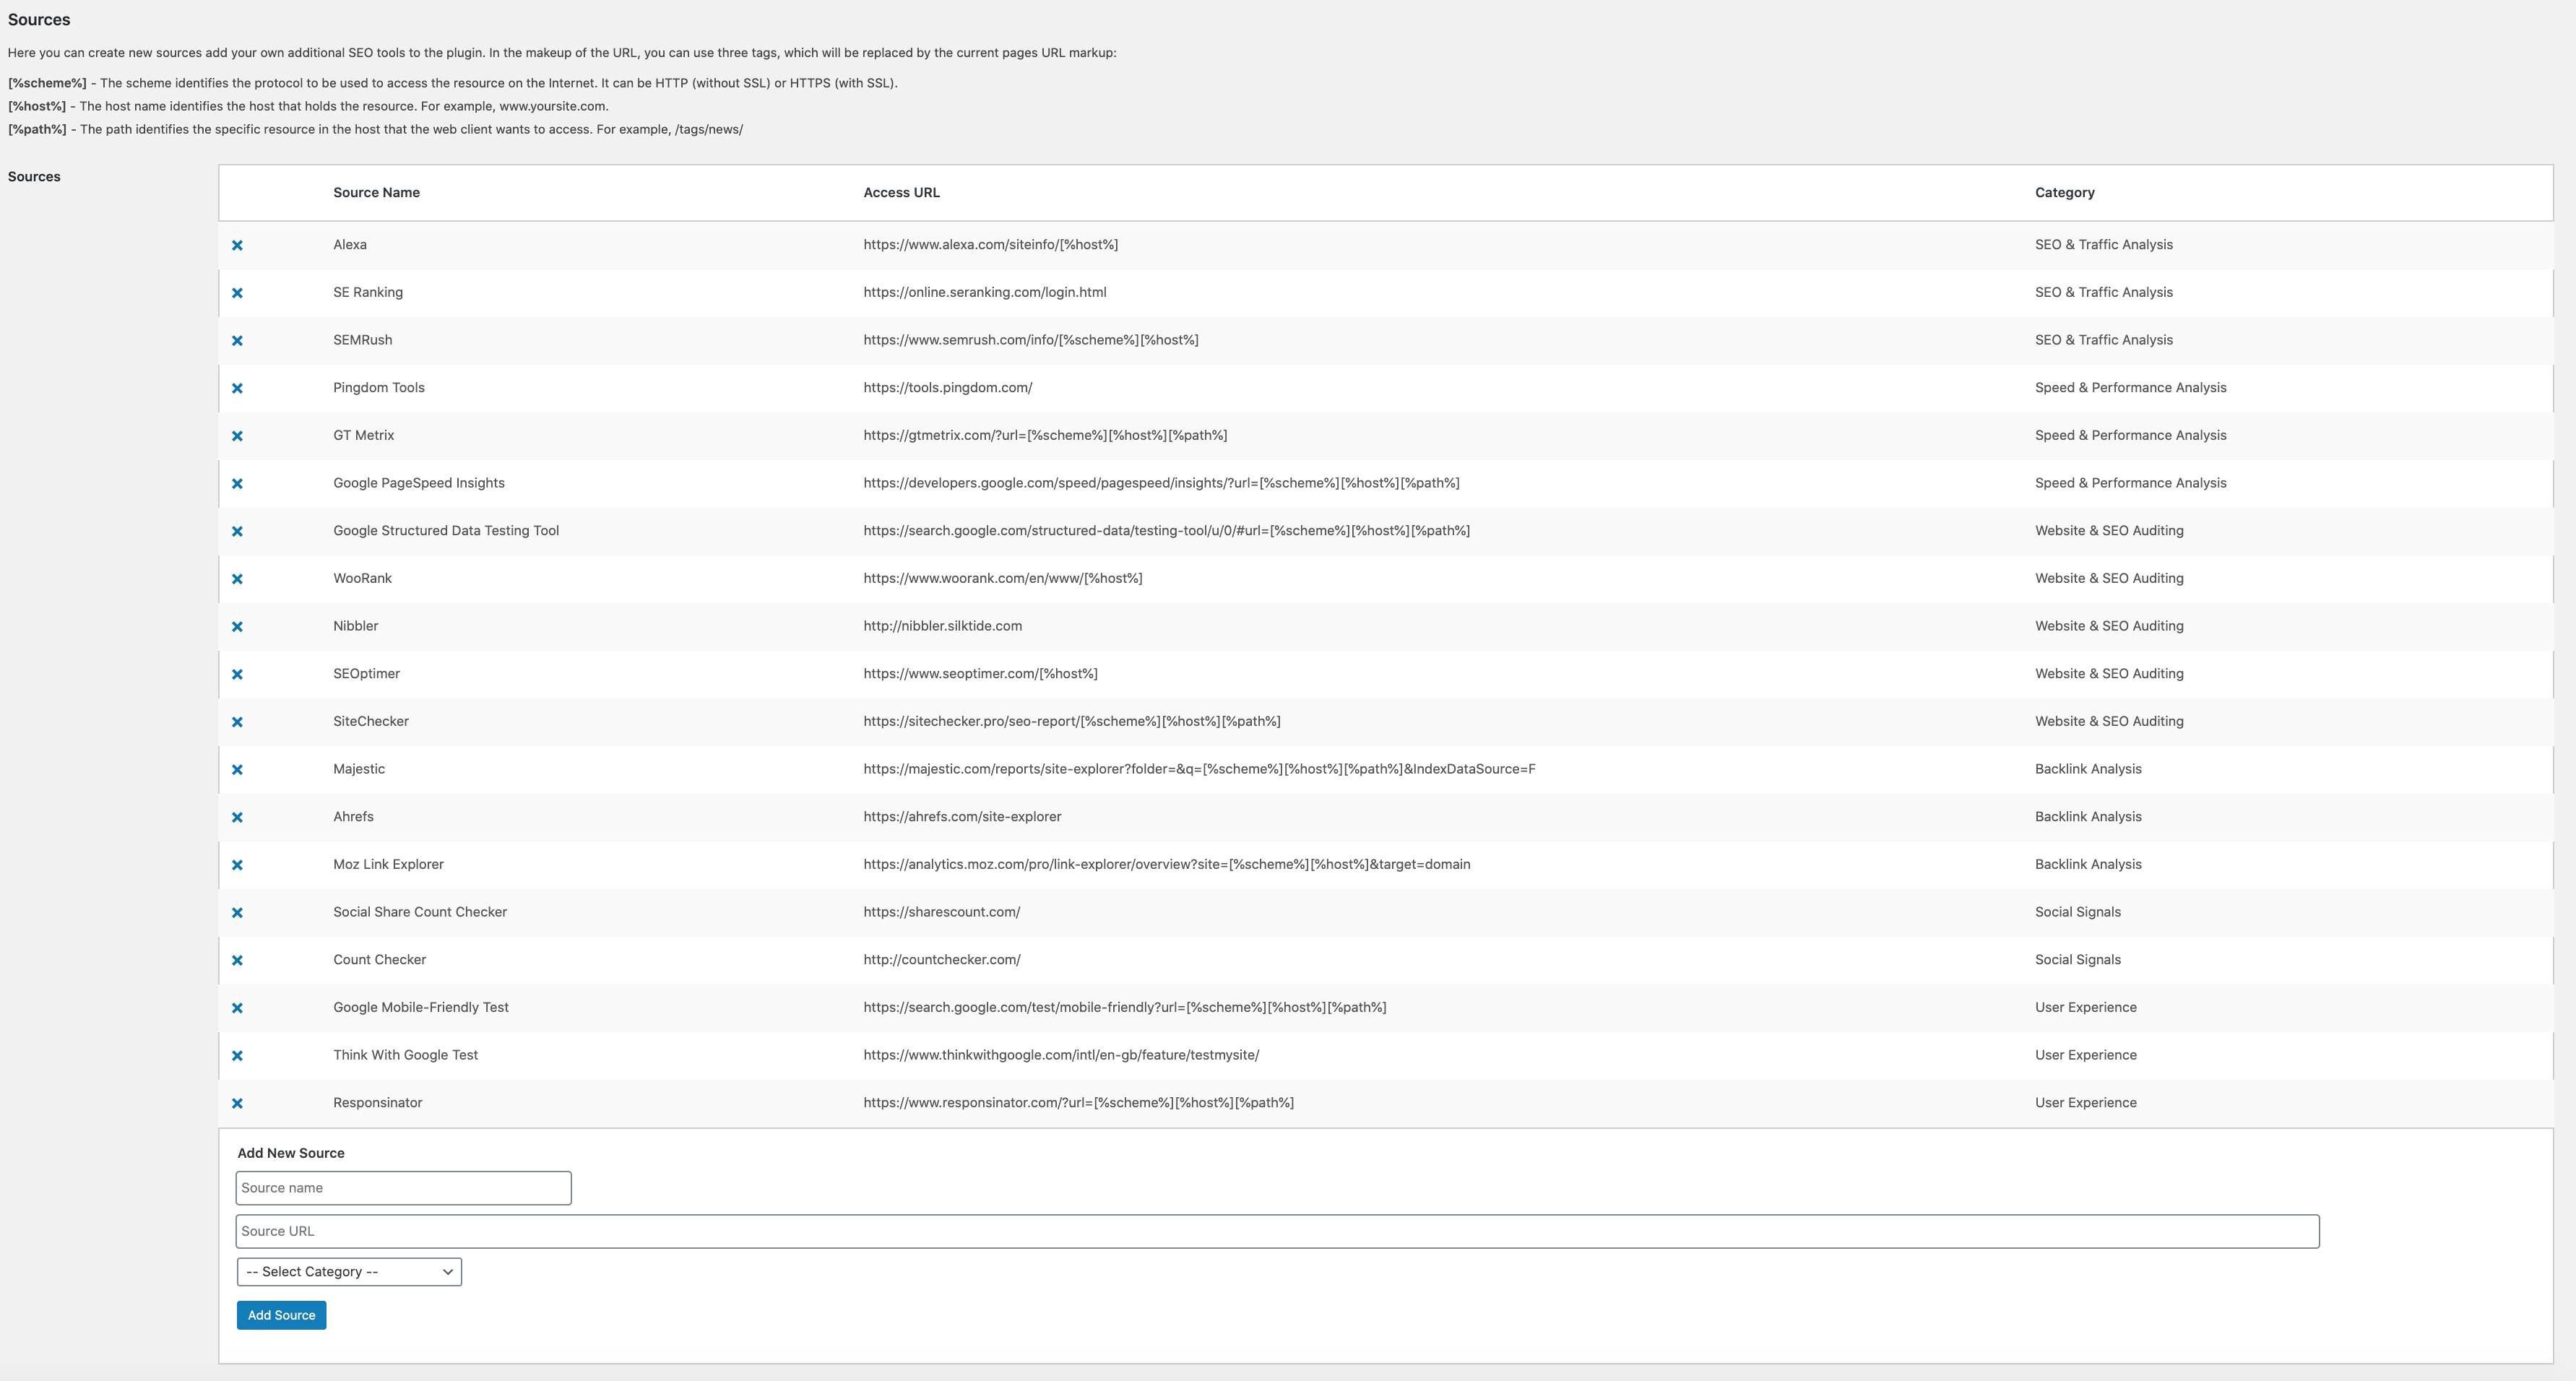 Sources
Here you can create new sources add your own additional SEO tools to the plugin. In the makeup of the URL, you can use three tags, which will be replaced by the current pages URL markup:
[%scheme%] - The scheme identifies the protocol to be used to access the resource on the Internet. It can be HTTP (without SSL) or HTTPS (with SSL).
[%host%] - The host name identifies the host that holds the resource. For example, www.yoursite.com.
[%path%] - The path identifies the specific resource in the host that the web client wants to access. For example, /tags/news/
Sources
Source Name Access URL Category
Alexa https://www.alexa.com/siteinfo/[%host%] SEO & Traffic Analysis
SE Ranking https://online.seranking.com/login.html SEO & Traffic Analysis
SEMRush https://www.semrush.com/info/[%scheme%][%host%] SEO & Traffic Analysis
Pingdom Tools https://tools.pingdom.com/ Speed & Performance Analysis
GT Metrix https://gtmetrix.com/?url=[%scheme%][%host%][%path%] Speed & Performance Analysis
Google PageSpeed Insights https://developers.google.com/speed/pagespeed/insights/?url=[%scheme%][%host%][%path%] Speed & Performance Analysis
Google Structured Data Testing Tool https://search.google.com/structured-data/testing-tool/u/0/#url=[%scheme%][%host%][%path%] Website & SEO Auditing
WooRank https://www.woorank.com/en/www/[%host%] Website & SEO Auditing
Nibbler http://nibbler.silktide.com Website & SEO Auditing
SEOptimer https://www.seoptimer.com/[%host%] Website & SEO Auditing
SiteChecker https://sitechecker.pro/seo-report/[%scheme%][%host%][%path%] Website & SEO Auditing
Majestic https://majestic.com/reports/site-explorer?folder=&q=[%scheme%][%host%][%path%]&IndexDataSource=F Backlink Analysis
Ahrefs https://ahrefs.com/site-explorer Backlink Analysis
Moz Link Explorer https://analytics.moz.com/pro/link-explorer/overview?site=[%scheme%][%host%]&target=domain Backlink Analysis
Social Share Count Checker https://sharescount.com/ Social Signals
Count Checker http://countchecker.com/ Social Signals
Google Mobile-Friendly Test https://search.google.com/test/mobile-friendly?url=[%scheme%][%host%][%path%] User Experience
Think With Google Test https://www.thinkwithgoogle.com/intl/en-gb/feature/testmysite/ User Experience
Responsinator https://www.responsinator.com/?url=[%scheme%][%host%][%path%] User Experience
Add New Source
Source name
Source URL
-- Select Category --
Add Source